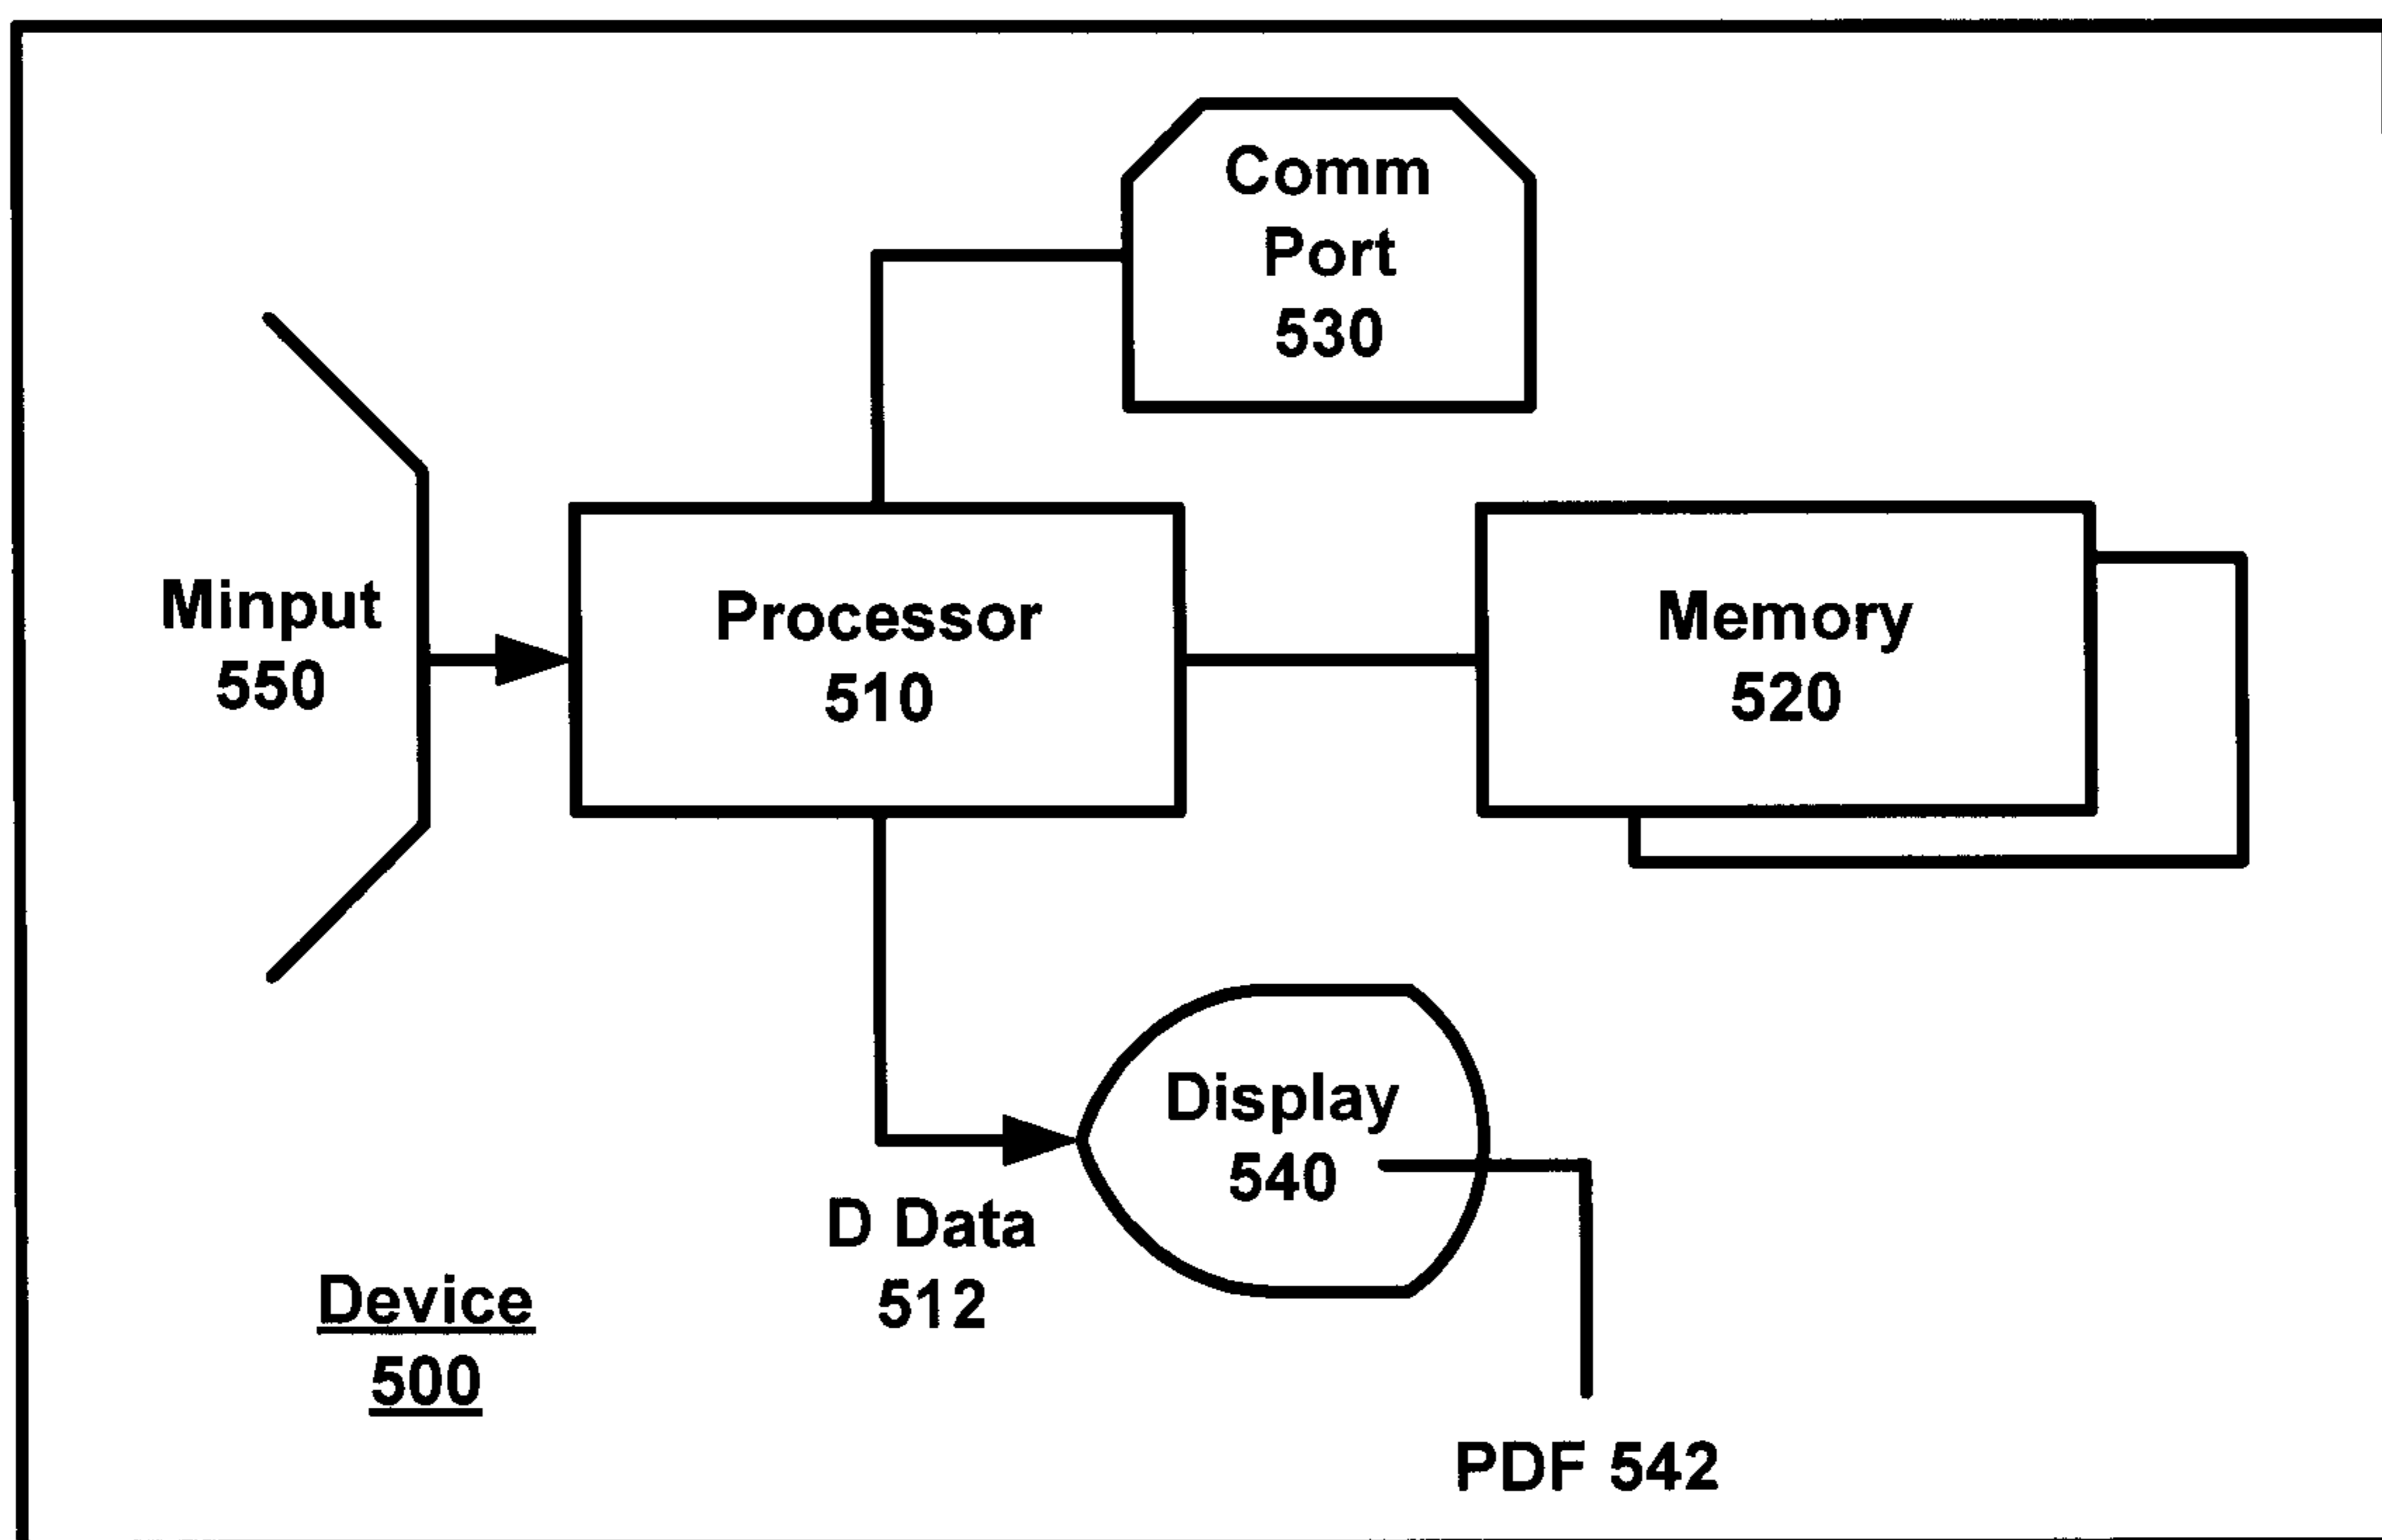 Comm
Port
530
Minput
550
Processor
510
Memory
520
Display
540
D Data
512
Device
500
PDF 542